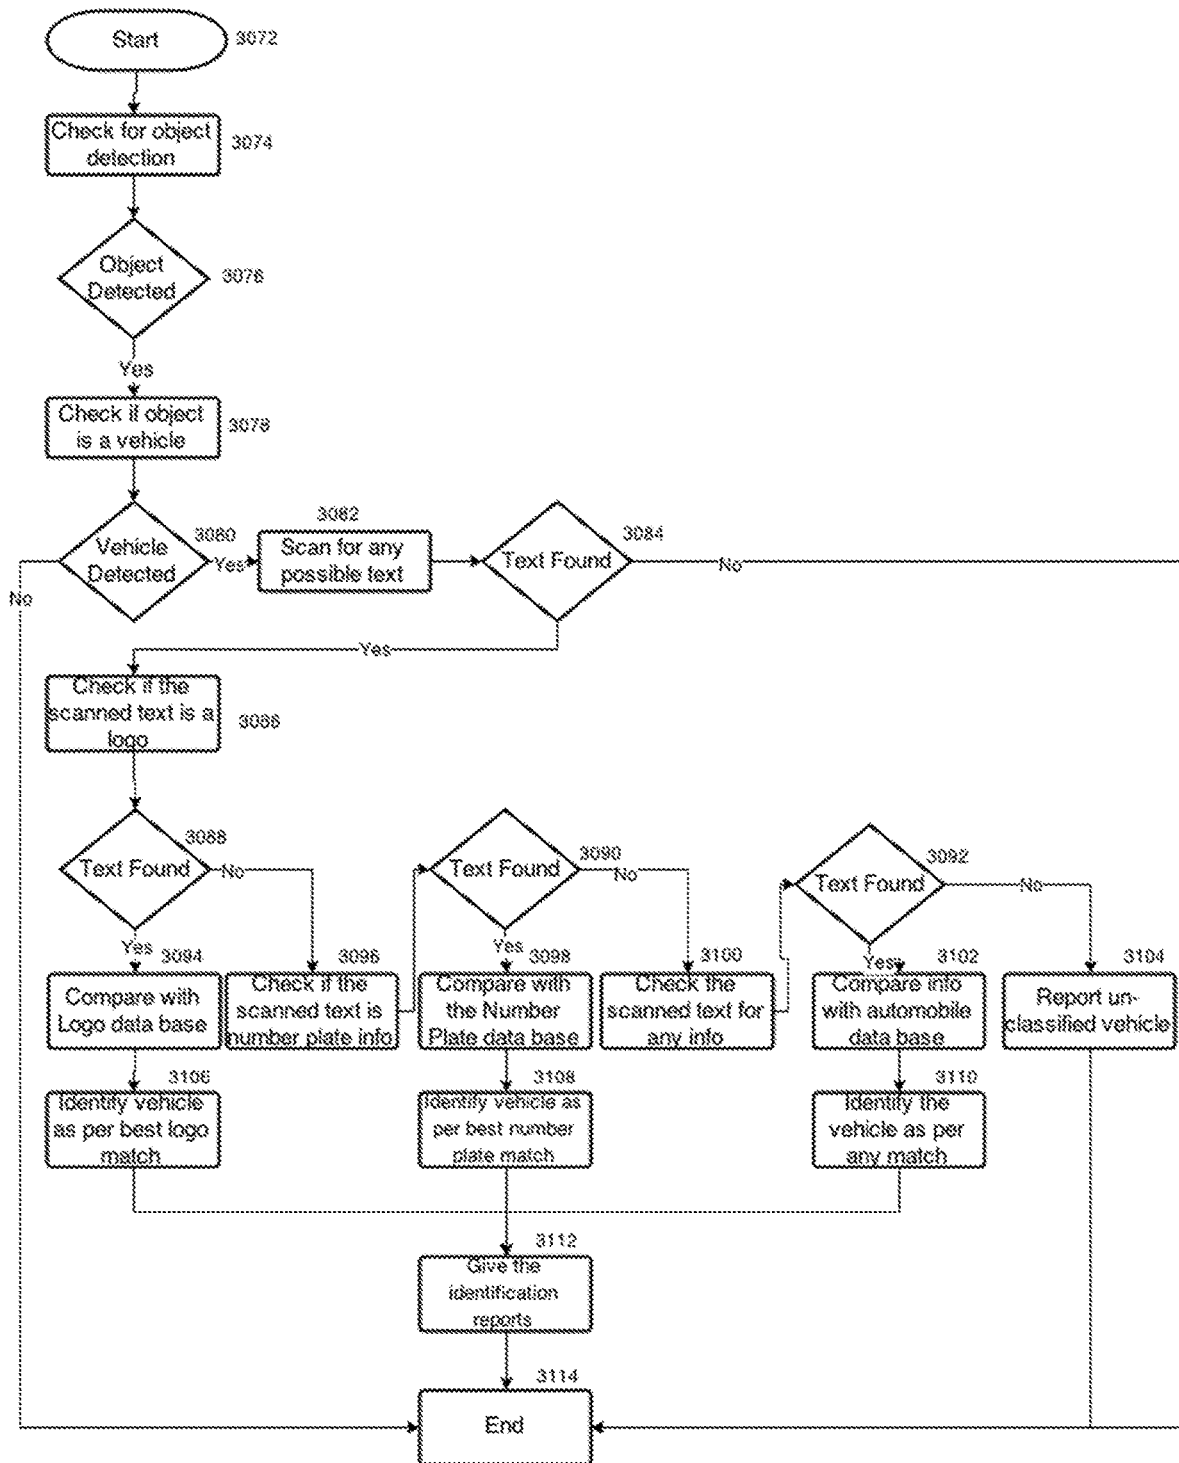 Start
3072
Check for object
detection
3074
Object
Detected
3076
Yes
Check if object
is a vehicle
3078
Vehicle
Detected
3080
Yes
No
3082
Scan for any
possible text
Text Found
3084
No
Yes
Check if the
scanned text is a
logo
3086
Text Found
3088
No
Yes
Text Found
3090
No
Yes
Text Found
3092
No
Yes
3094
Compare with
Logo data base
3096
Check if the
scanned text is
number plate info
3098
Compare with
the Number
Plate data base
3100
Check the
scanned text for
any info
3102
Compare info
with automobile
data base
3104
Report un-
classified vehicle
3106
Identify vehicle
as per best logo
match
3108
Identify vehicle as
per best number
plate match
3110
Identify the
vehicle as per
any match
3112
Give the
identification
reports
3114
End